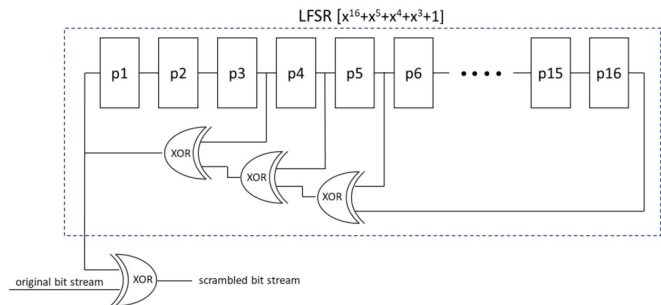 LFSR [x¹⁶+x⁵+x⁴+x³+1]
p1 p2 p3 p4 p5 p6 •••• p15 p16
XOR
XOR
XOR
XOR
original bit stream
scrambled bit stream